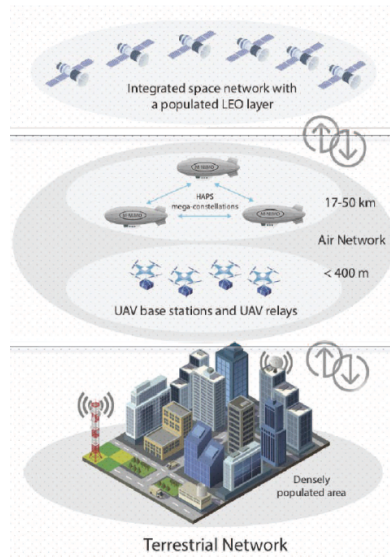 Integrated space network with
a populated LEO layer
HAPS
mega-constellations
17-50 km
Air Network
< 400 m
UAV base stations and UAV relays
Densely
populated area
Terrestrial Network